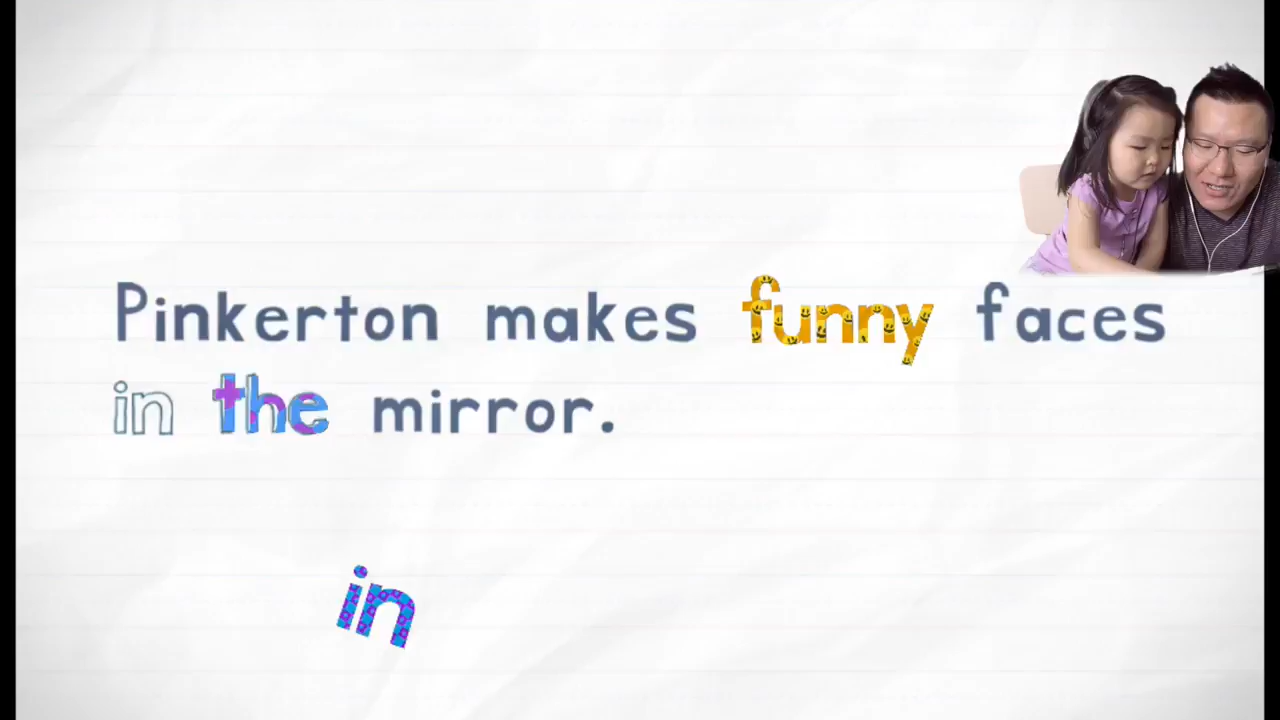 Pinkerton makes funny faces
in the mirror.
in